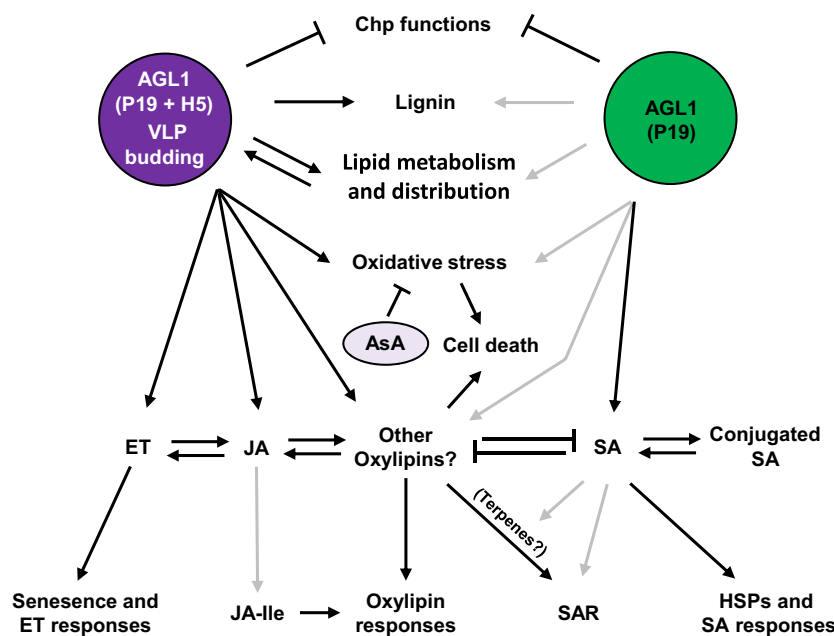 Chp functions
AGL1
(P19 + H5)
VLP
budding
AGL1
(P19)
Lignin
Lipid metabolism
and distribution
Oxidative stress
AsA
Cell death
ET
JA
Other
Oxylipins?
SA
Conjugated
SA
(Terpenes?)
Senesence and
ET responses
JA-Ile
Oxylipin
responses
SAR
HSPs and
SA responses